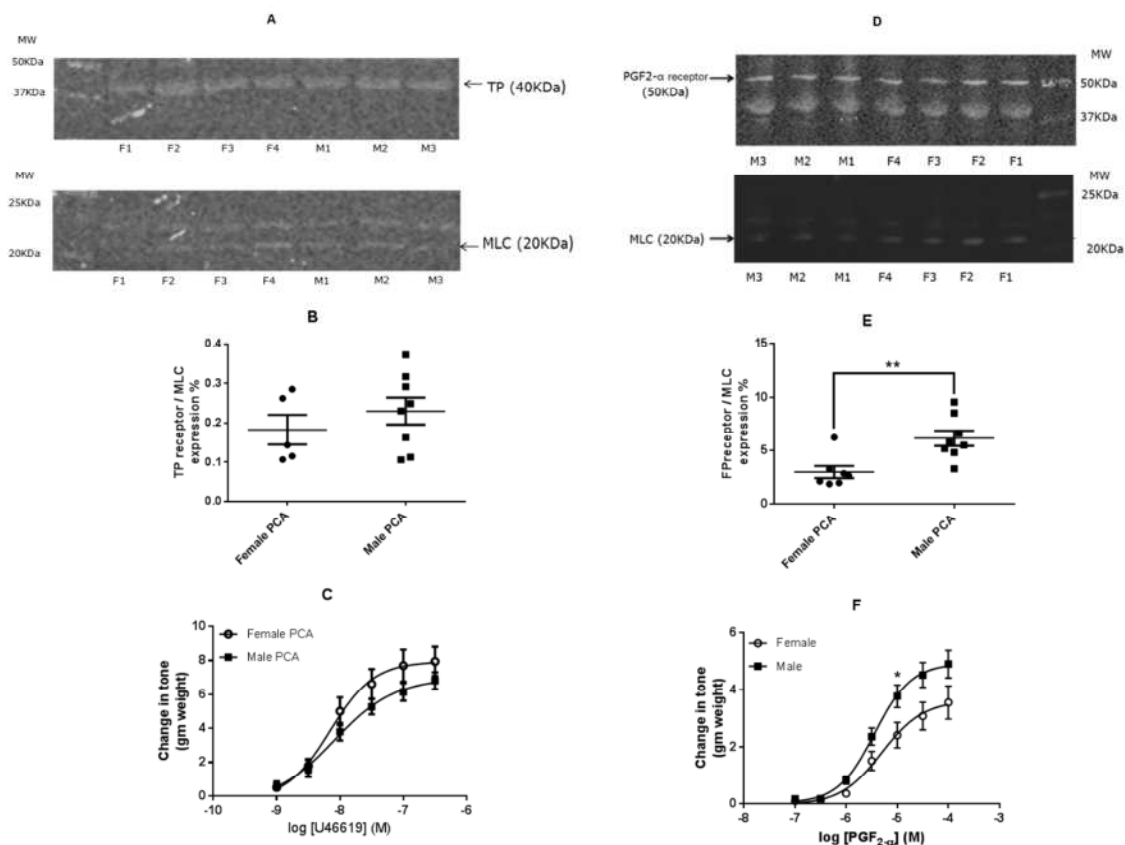 A
MW
50KDa
37KDa
TP (40KDa)
F1 F2 F3 F4 M1 M2 M3
MW
25KDa
20KDa
MLC (20KDa)
F1 F2 F3 F4 M1 M2 M3
B
TP receptor / MLC
expression %
0.4
0.3
0.2
0.1
0.0
Female PCA
Male PCA
C
Female PCA
Male PCA
Change in tone
(gm weight)
10
8
6
4
2
0
-10 -9 -8 -7 -6
log [U46619] (M)
D
MW
PGF2-α receptor
(50KDa)
50KDa
37KDa
M3 M2 M1 F4 F3 F2 F1
MW
25KDa
MLC (20KDa)
20KDa
M3 M2 M1 F4 F3 F2 F1
E
FPreceptor / MLC
expression %
15
10
5
0
**
Female PCA
Male PCA
F
Female
Male
Change in tone
(gm weight)
6
4
2
0
*
-7 -6 -5 -4 -3
log [PGF2-α] (M)